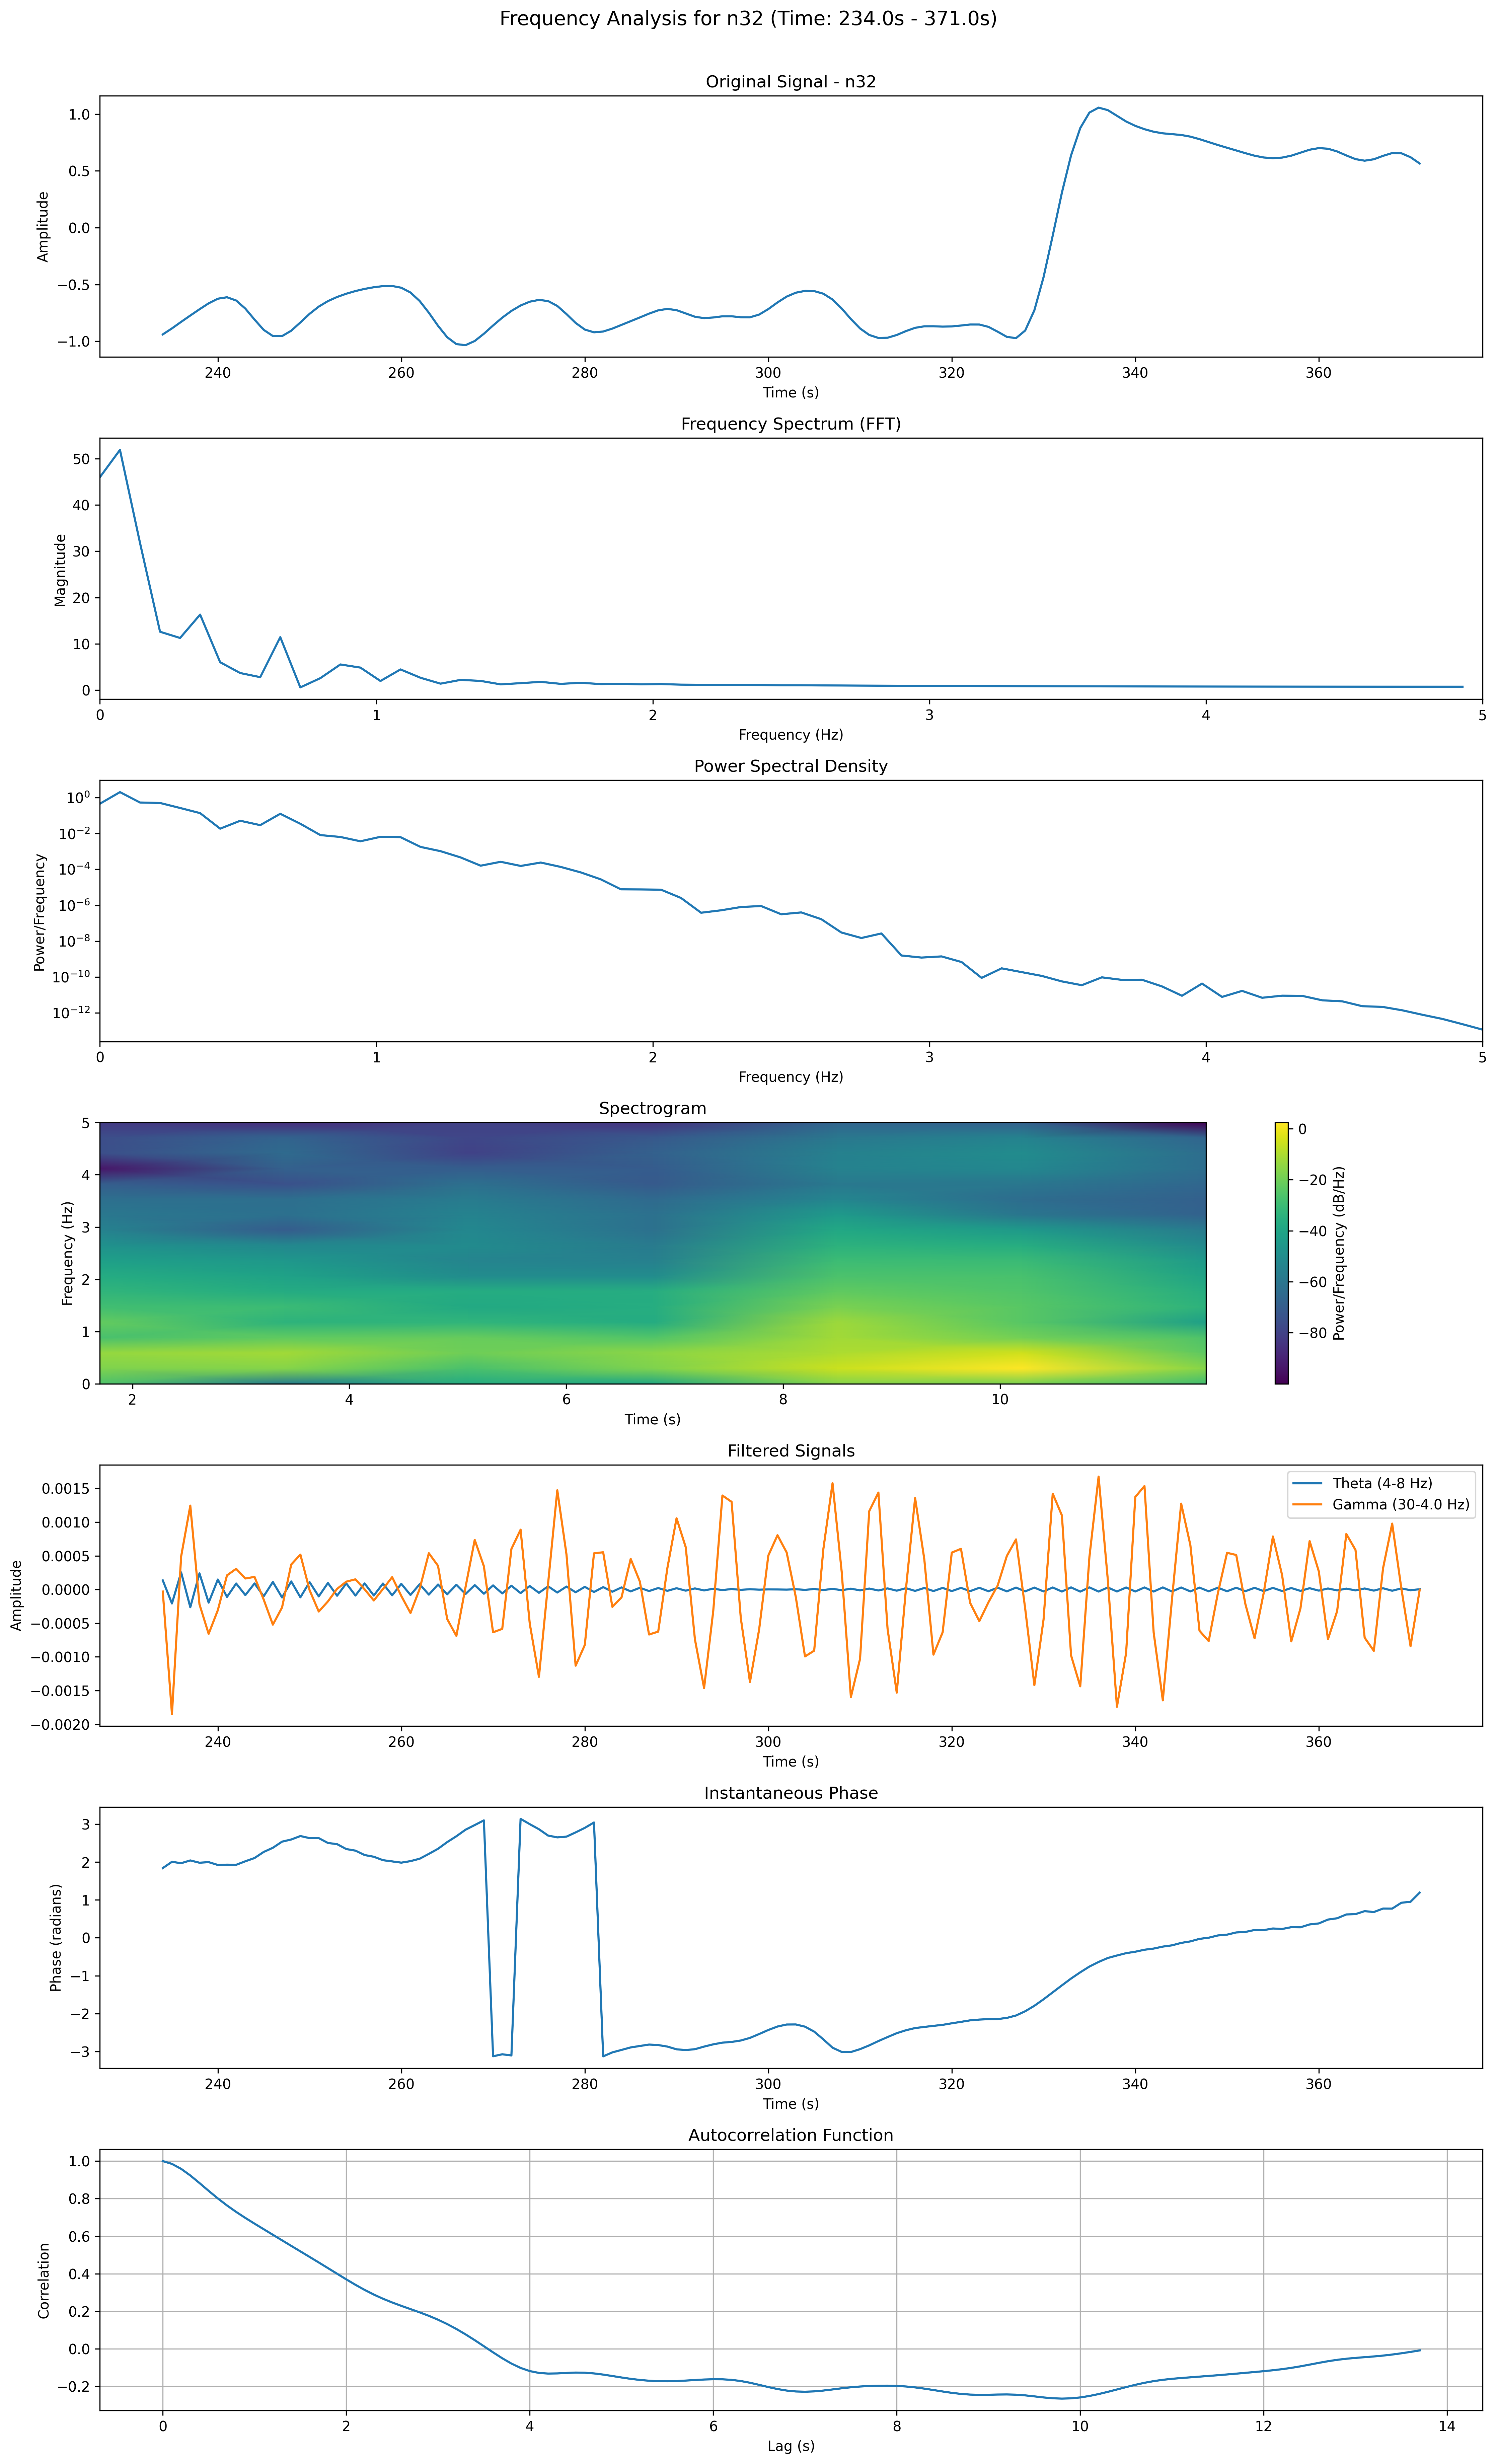 Frequency Analysis for n32 (Time: 234.0s - 371.0s)
Original Signal - n32
1.0
0.5
0.0
−0.5
−1.0
Amplitude
240 260 280 300 320 340 360
Time (s)
Frequency Spectrum (FFT)
50
40
30
20
10
0
Magnitude
0 1 2 3 4 5
Frequency (Hz)
Power Spectral Density
10⁰
10⁻²
10⁻⁴
10⁻⁶
10⁻⁸
10⁻¹⁰
10⁻¹²
Power/Frequency
0 1 2 3 4 5
Frequency (Hz)
Spectrogram
5
4
3
2
1
0
Frequency (Hz)
2 4 6 8 10
Time (s)
0
−20
−40
−60
−80
Power/Frequency (dB/Hz)
Filtered Signals
0.0015
0.0010
0.0005
0.0000
−0.0005
−0.0010
−0.0015
−0.0020
Amplitude
Theta (4-8 Hz)
Gamma (30-4.0 Hz)
240 260 280 300 320 340 360
Time (s)
Instantaneous Phase
3
2
1
0
−1
−2
−3
Phase (radians)
240 260 280 300 320 340 360
Time (s)
Autocorrelation Function
1.0
0.8
0.6
0.4
0.2
0.0
−0.2
Correlation
0 2 4 6 8 10 12 14
Lag (s)